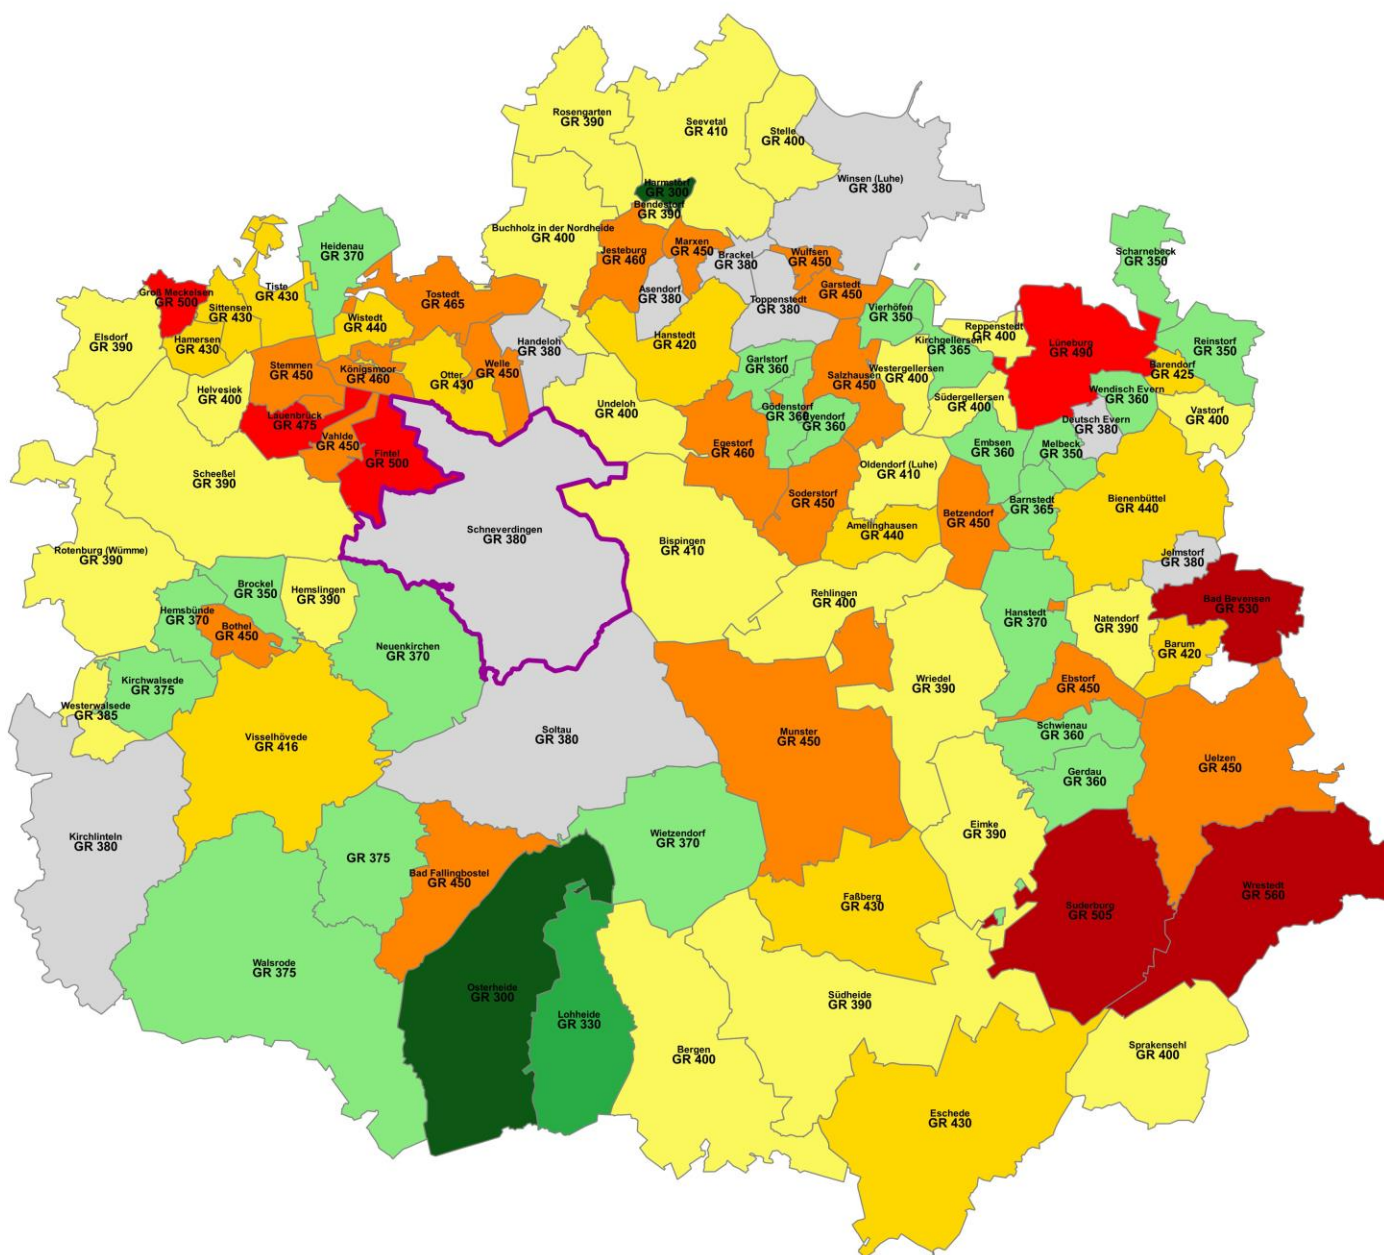 Rosengarten
GR 390
Seevetal
GR 410
Stelle
GR 400
Winsen (Luhe)
GR 380
Harmstorf
GR 300
Bendestorf
GR 390
Buchholz in der Nordheide
GR 400
Jesteburg
GR 460
Marxen
GR 450
Brackel
GR 380
Wulfsen
GR 450
Scharnebeck
GR 350
Heidenau
GR 370
Groß Meckelsen
GR 500
Tiste
GR 430
Sittensen
GR 430
Tostedt
GR 465
Asendorf
GR 380
Toppenstedt
GR 380
Garstedt
GR 450
Vierhöfen
GR 350
Elsdorf
GR 390
Hamersen
GR 430
Wistedt
GR 440
Handeloh
GR 380
Hanstedt
GR 420
Kirchgellersen
GR 365
Reppenstedt
GR 400
Lüneburg
GR 490
Reinstorf
GR 350
Stemmen
GR 450
Königsmoor
GR 460
Otter
GR 430
Welle
GR 450
Garlstorf
GR 360
Salzhausen
GR 450
Westergellersen
GR 400
Barendorf
GR 425
Helvesiek
GR 400
Undeloh
GR 400
Gödenstorf
GR 360
Eyendorf
GR 360
Südergellersen
GR 400
Wendisch Evern
GR 360
Vastorf
GR 400
Lauenbrück
GR 475
Vahlde
GR 450
Fintel
GR 500
Egestorf
GR 460
Deutsch Evern
GR 380
Scheeßel
GR 390
Soderstorf
GR 450
Oldendorf (Luhe)
GR 410
Embsen
GR 360
Melbeck
GR 350
Schneverdingen
GR 380
Bispingen
GR 410
Amelinghausen
GR 440
Betzendorf
GR 450
Barnstedt
GR 365
Bienenbüttel
GR 440
Rotenburg (Wümme)
GR 390
Jelmstorf
GR 380
Brockel
GR 350
Hemslingen
GR 390
Rehlingen
GR 400
Bad Bevensen
GR 530
Hemsbünde
GR 370
Bothel
GR 450
Hanstedt
GR 370
Natendorf
GR 390
Neuenkirchen
GR 370
Barum
GR 420
Kirchwalsede
GR 375
Wriedel
GR 390
Ebstorf
GR 450
Westerwalsede
GR 385
Visselhövede
GR 416
Soltau
GR 380
Munster
GR 450
Schwienau
GR 360
Uelzen
GR 450
Gerdau
GR 360
Kirchlinteln
GR 380
GR 375
Wietzendorf
GR 370
Eimke
GR 390
Bad Fallingbostel
GR 450
Faßberg
GR 430
Suderburg
GR 505
Wrestedt
GR 560
Walsrode
GR 375
Osterheide
GR 300
Lohheide
GR 330
Südheide
GR 390
Bergen
GR 400
Sprakensehl
GR 400
Eschede
GR 430